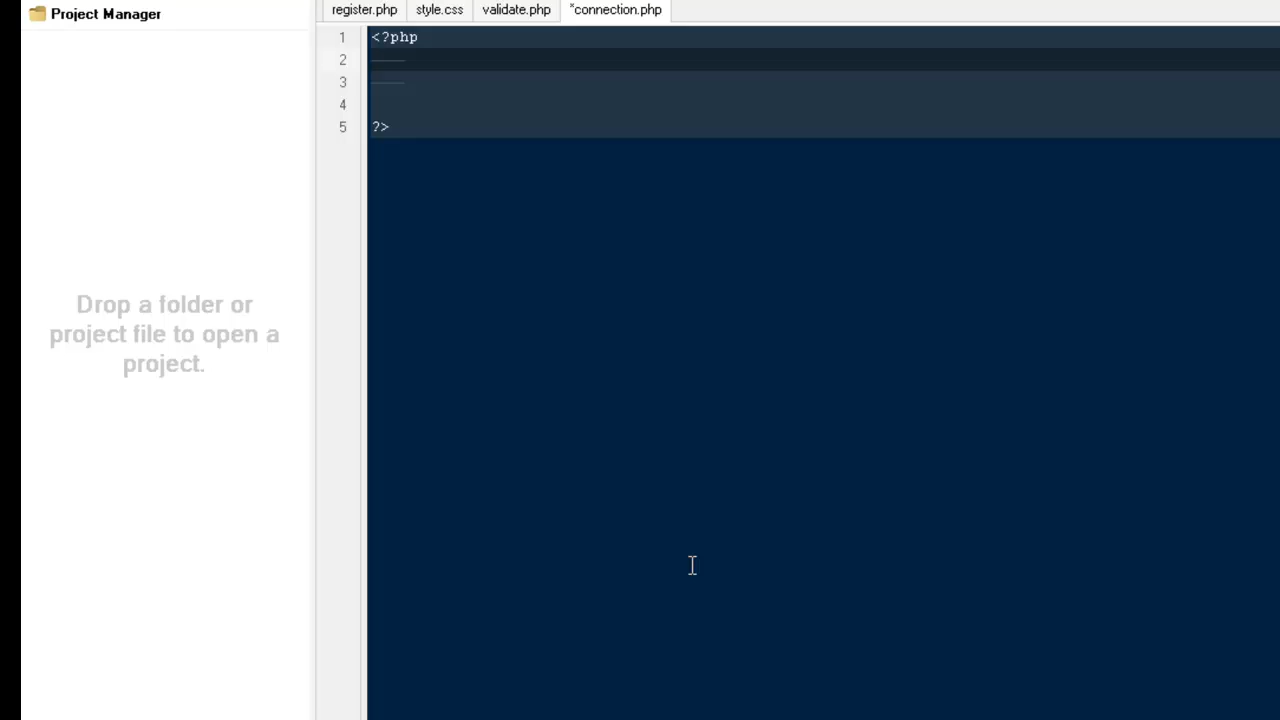 Project Manager
register.php
style.css
validate.php
*connection.php
1 <?php
2
3
4
5 ?>
Drop a folder or
project file to open a
project.